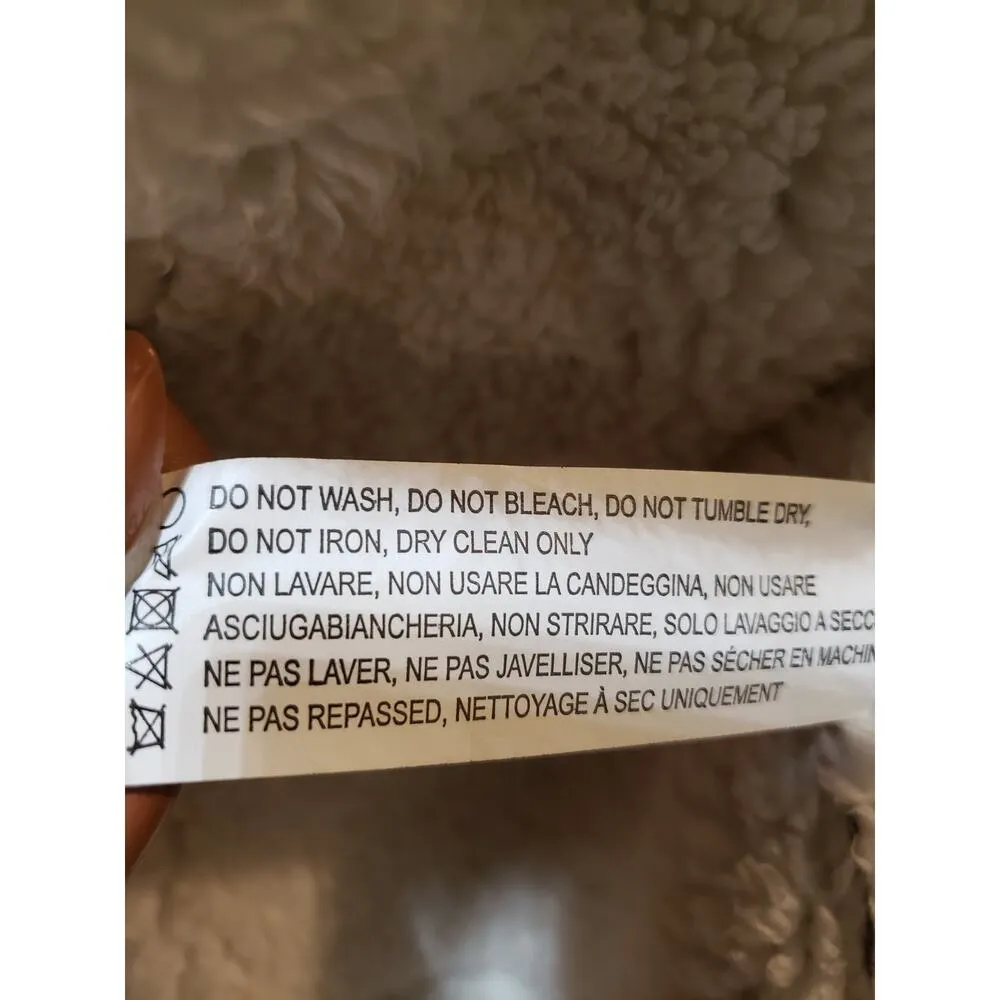 DO NOT WASH, DO NOT BLEACH, DO NOT TUMBLE DRY,
DO NOT IRON, DRY CLEAN ONLY
NON LAVARE, NON USARE LA CANDEGGINA, NON USARE
ASCIUGABIANCHERIA, NON STRIRARE, SOLO LAVAGGIO A SECC
NE PAS LAVER, NE PAS JAVELLISER, NE PAS SÉCHER EN MACHIN
NE PAS REPASSED, NETTOYAGE À SEC UNIQUEMENT